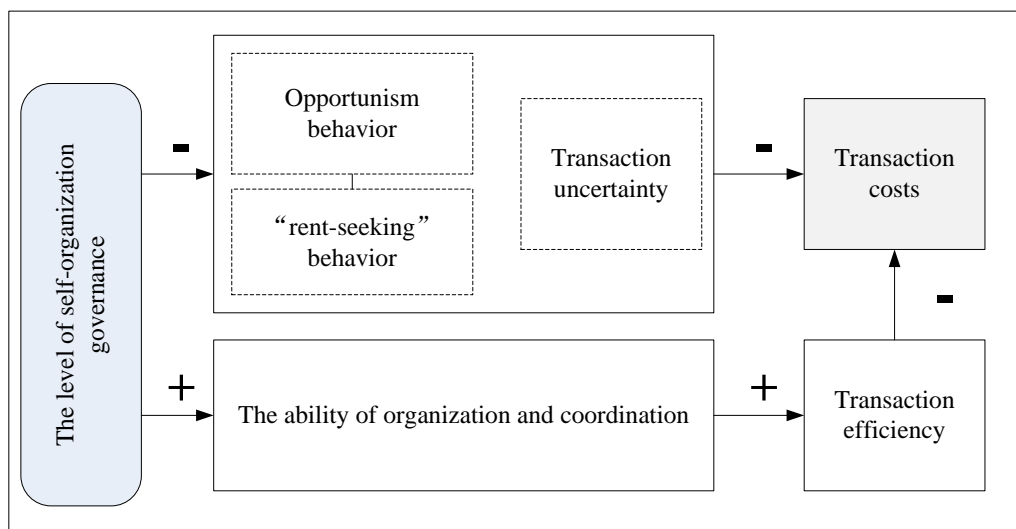 The level of self-organization
governance
-
Opportunism
behavior
“rent-seeking”
behavior
Transaction
uncertainty
-
Transaction
costs
-
+
The ability of organization and coordination
+
Transaction
efficiency